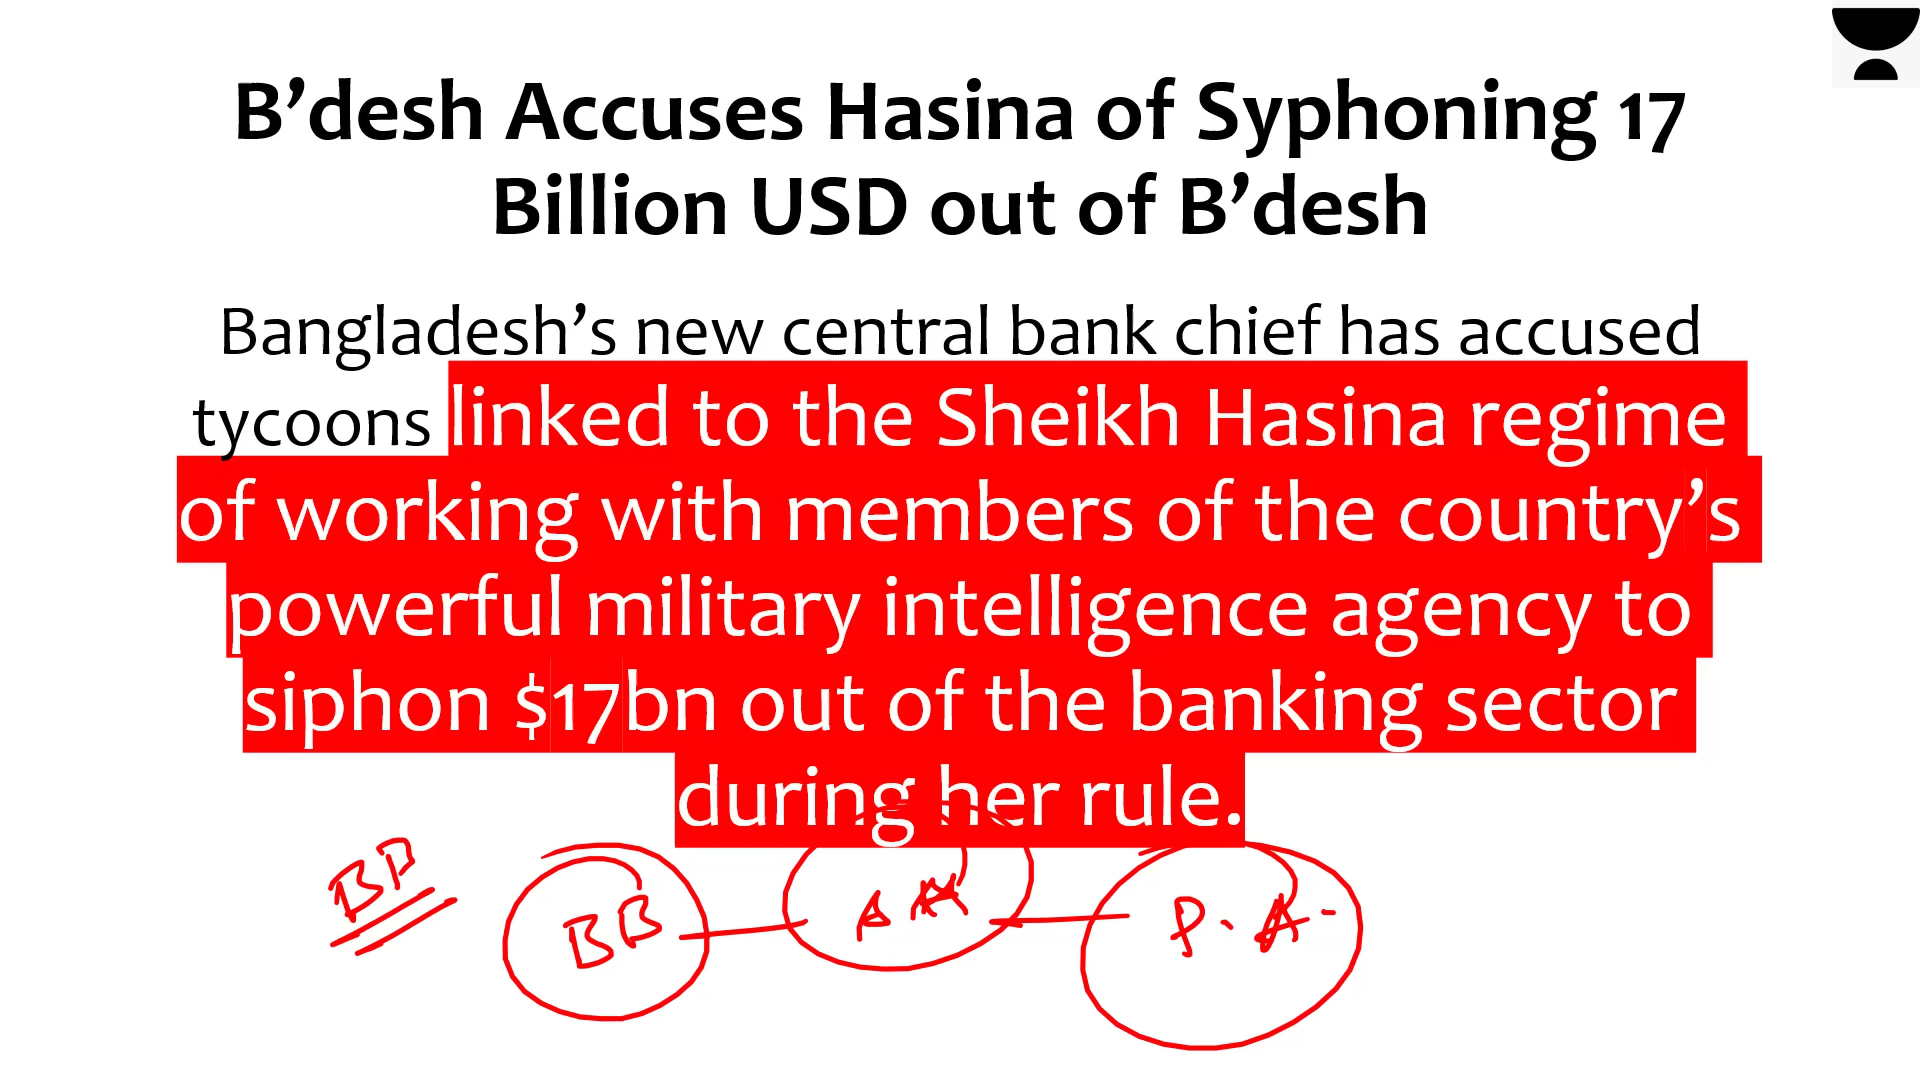 B’desh Accuses Hasina of Syphoning 17
Billion USD out of B’desh
Bangladesh’s new central bank chief has accused
tycoons linked to the Sheikh Hasina regime
of working with members of the country’s
powerful military intelligence agency to
siphon $17bn out of the banking sector
during her rule.
BB
P.A.